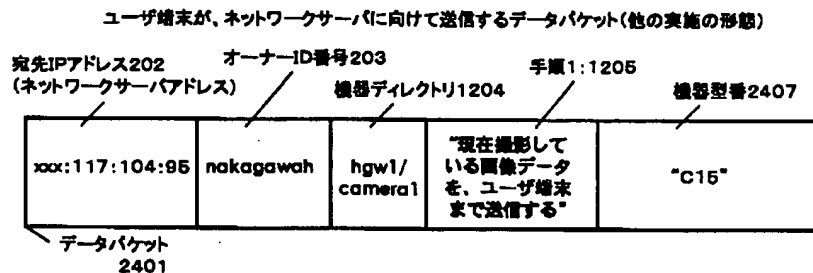 ユーザ端末が、ネットワークサーバに向けて送信するデータパケット(他の実施の形態)
宛先IPアドレス202
(ネットワークサーバアドレス)
オーナーID番号203
機器ディレクトリ1204
手順1:1205
機器型番2407
xxx:117:104:95
nakagawah
hgw1/
camera1
"現在撮影して
いる画像データ
を、ユーザ端末
まで送信する"
"C15"
データパケット
2401